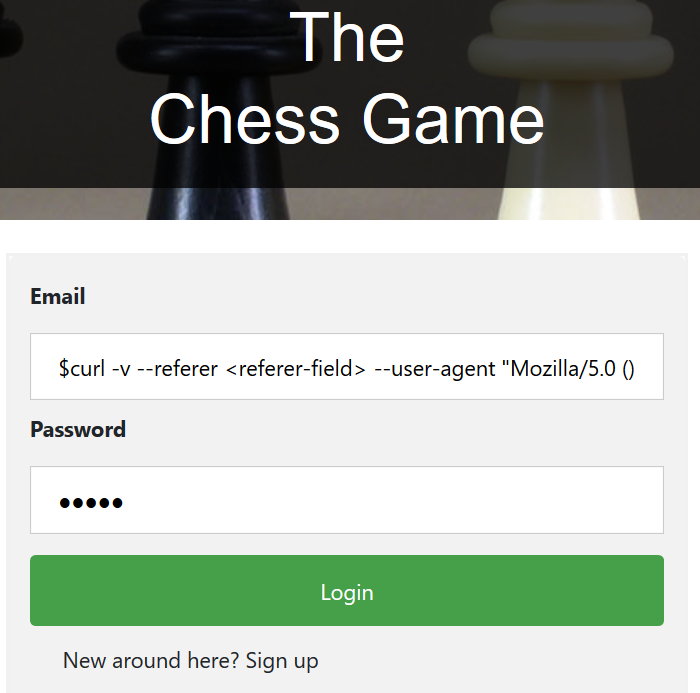 The
Chess Game
Email
$curl -v --referer <referer-field> --user-agent "Mozilla/5.0 ()
Password
•••••
Login
New around here? Sign up